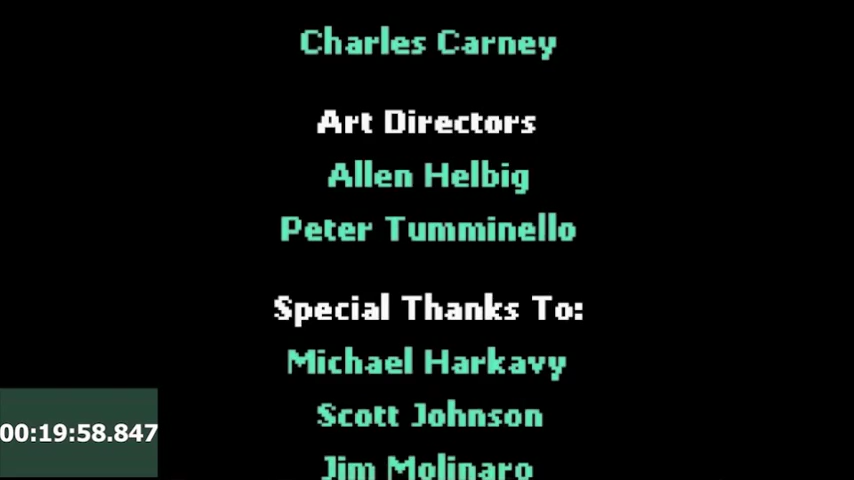 Charles Carney
Art Directors
Allen Helbig
Peter Tumminello
Special Thanks To:
Michael Harkavy
Scott Johnson
Jim Molinaro
00:19:58.847